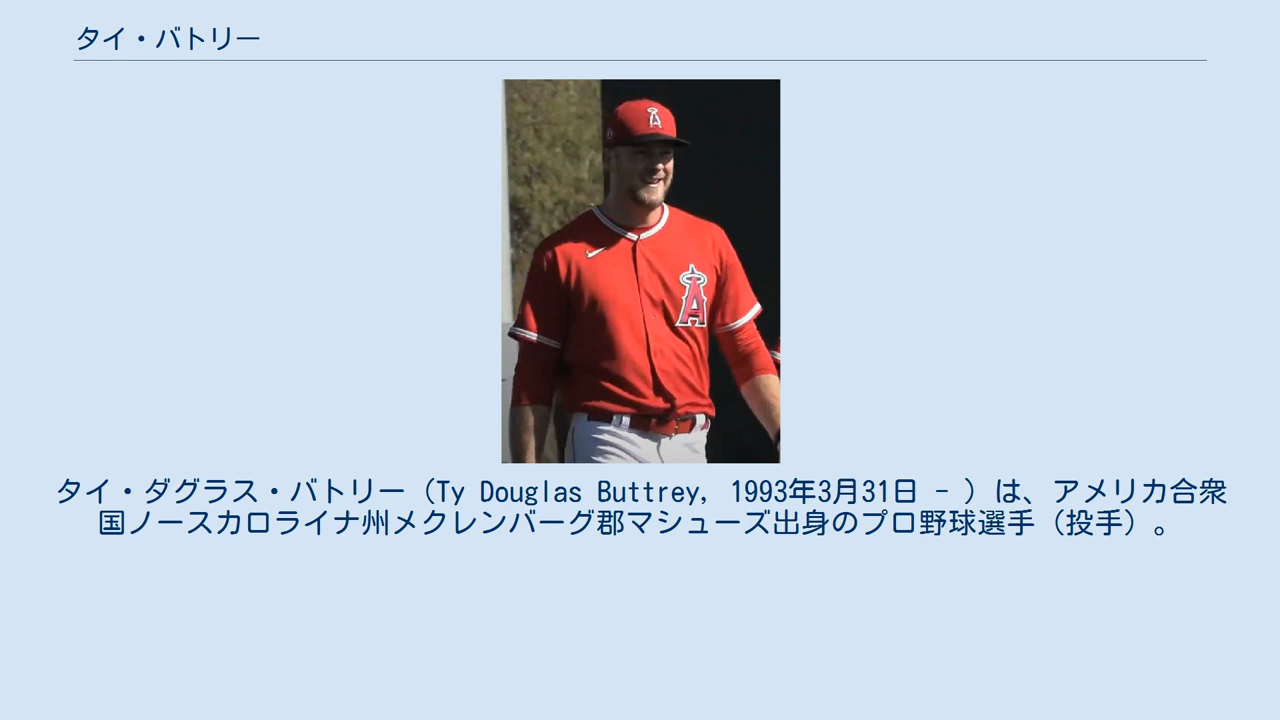 タイ・バトリー
タイ・ダグラス・バトリー（Ty Douglas Buttrey, 1993年3月31日 - ）は、アメリカ合衆
国ノースカロライナ州メクレンバーグ郡マシューズ出身のプロ野球選手（投手）。